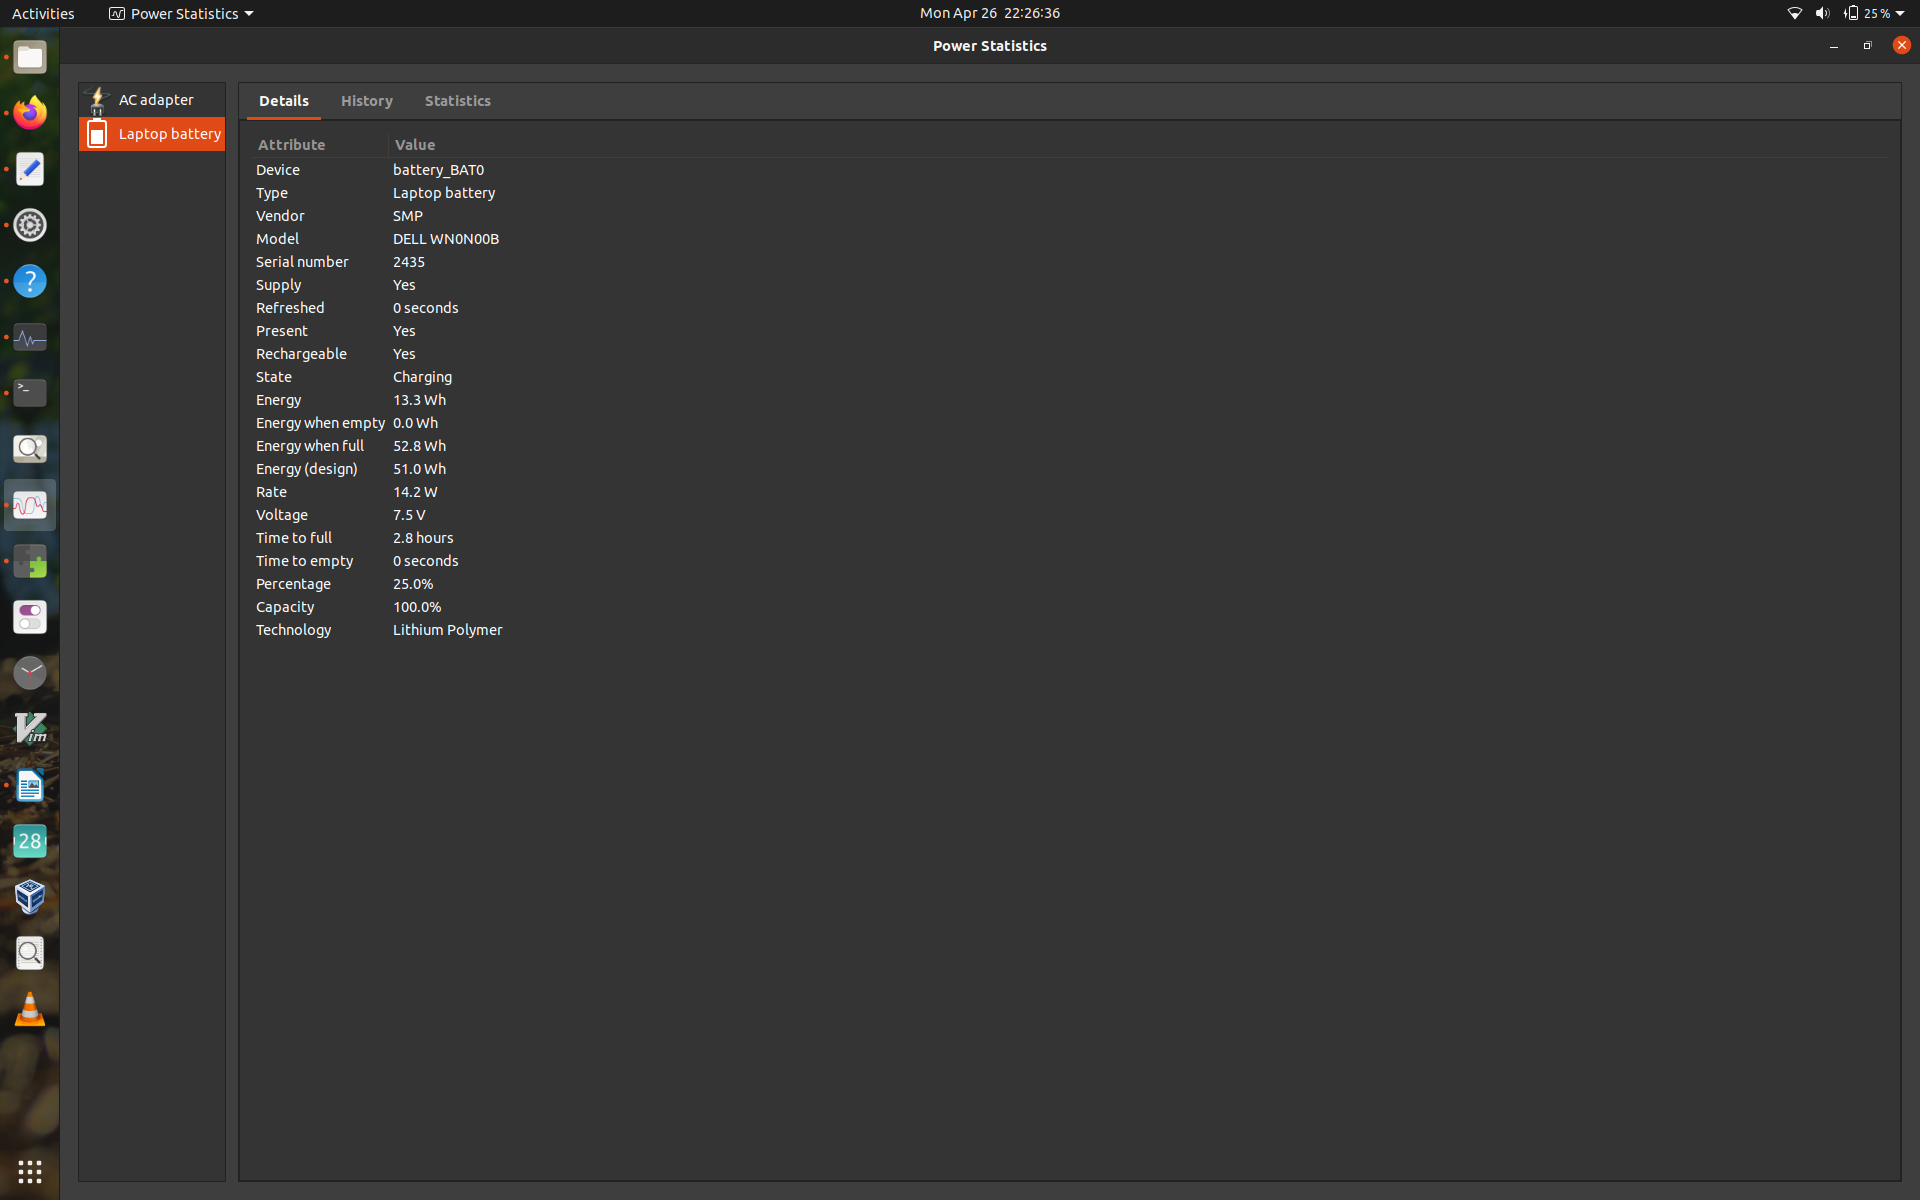 Activities
Power Statistics
Mon Apr 26 22:26:36
25 %
Power Statistics
AC adapter
Laptop battery
Details History Statistics
Attribute Value
Device battery_BAT0
Type Laptop battery
Vendor SMP
Model DELL WN0N00B
Serial number 2435
Supply Yes
Refreshed 0 seconds
Present Yes
Rechargeable Yes
State Charging
Energy 13.3 Wh
Energy when empty 0.0 Wh
Energy when full 52.8 Wh
Energy (design) 51.0 Wh
Rate 14.2 W
Voltage 7.5 V
Time to full 2.8 hours
Time to empty 0 seconds
Percentage 25.0%
Capacity 100.0%
Technology Lithium Polymer
?
>_
Vim
28